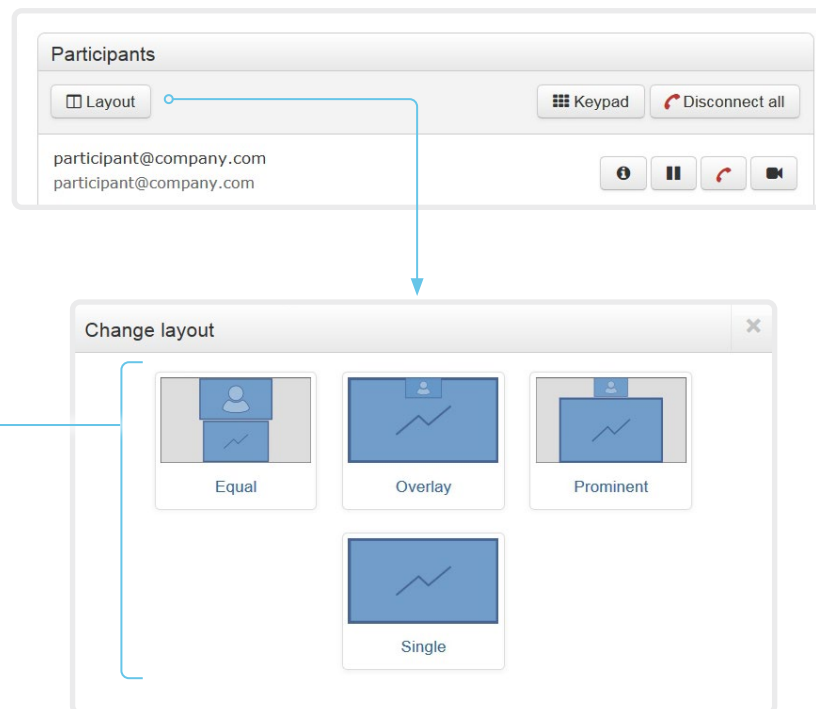 Participants
Layout
Keypad
Disconnect all
participant@company.com
participant@company.com
Change layout
Equal
Overlay
Prominent
Single